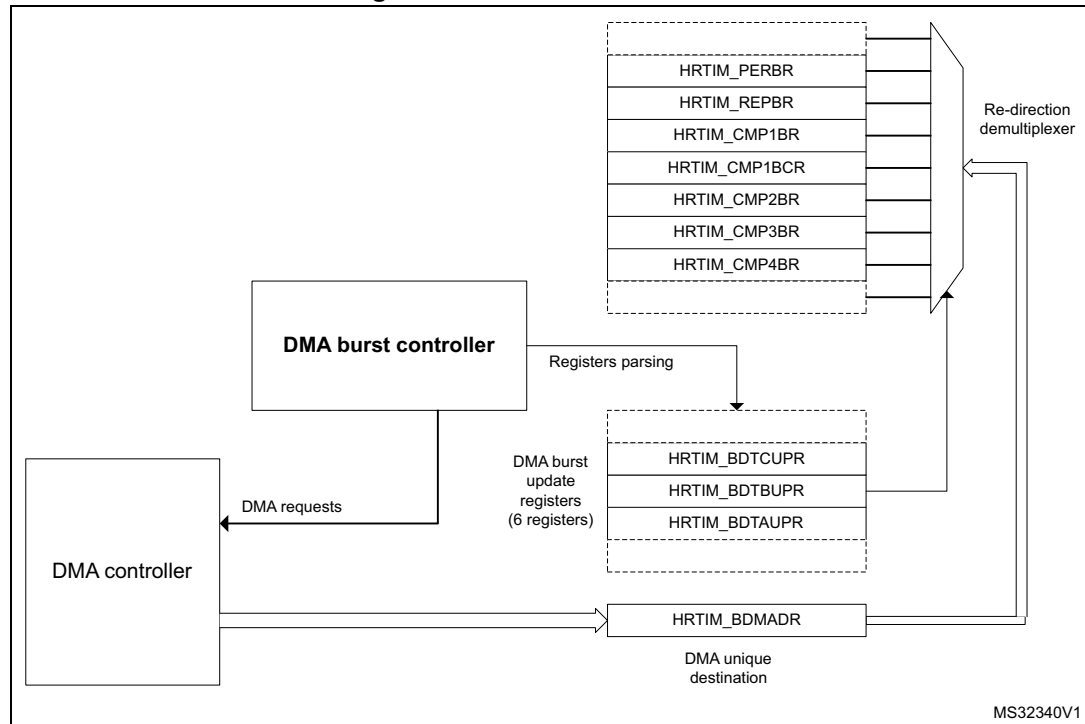 HRTIM_PERBR
HRTIM_REPBR
HRTIM_CMP1BR
HRTIM_CMP1BCR
HRTIM_CMP2BR
HRTIM_CMP3BR
HRTIM_CMP4BR
Re-direction
demultiplexer
DMA burst controller
Registers parsing
DMA burst
update
registers
(6 registers)
HRTIM_BDTCUPR
HRTIM_BDTBUPR
HRTIM_BDTAUPR
DMA requests
DMA controller
HRTIM_BDMADR
DMA unique
destination
MS32340V1